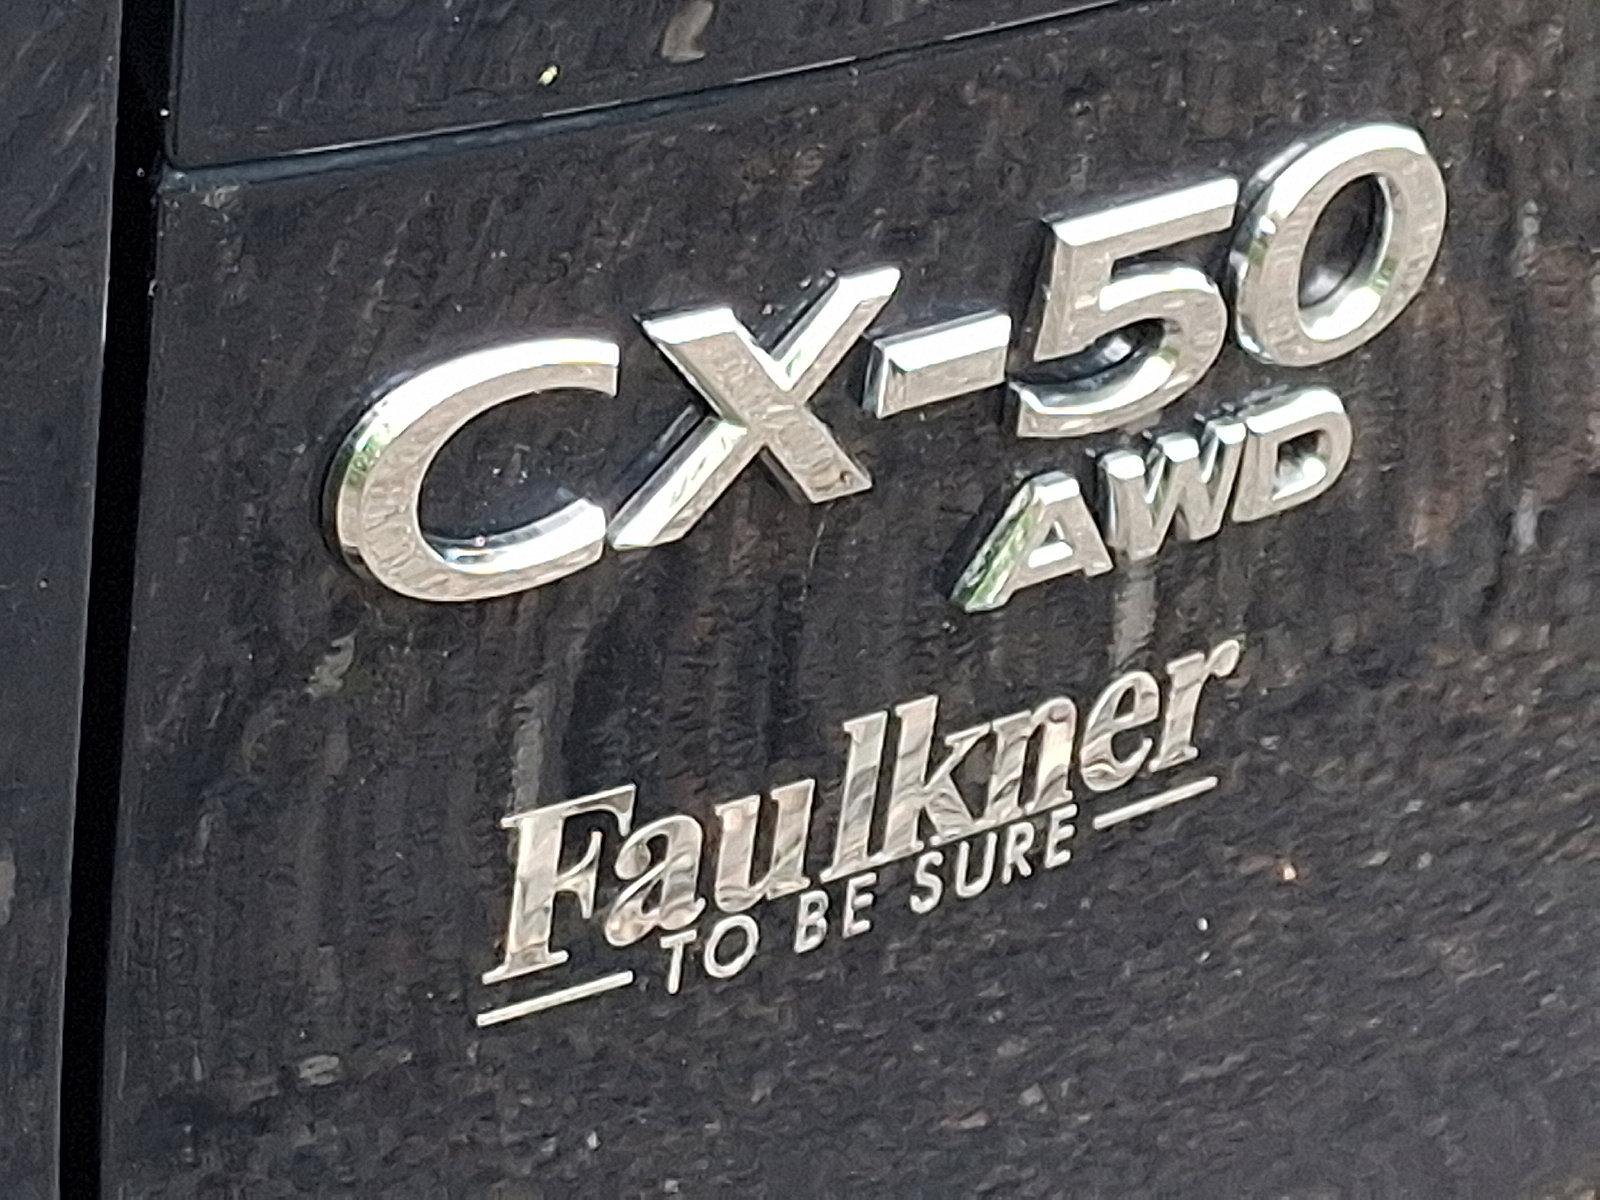 CX-50
AWD
Faulkner
TO BE SURE